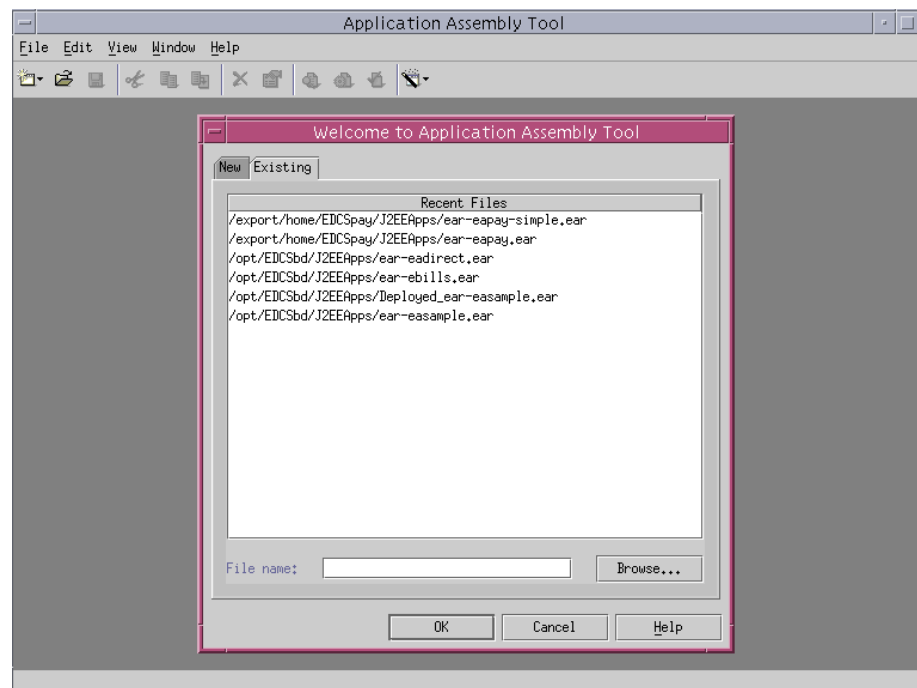 Application Assembly Tool
File Edit View Window Help
Welcome to Application Assembly Tool
New Existing
Recent Files
/export/home/EDCSpay/J2EEApps/ear-eapay-simple.ear
/export/home/EDCSpay/J2EEApps/ear-eapay.ear
/opt/EDCSbd/J2EEApps/ear-eadirect.ear
/opt/EDCSbd/J2EEApps/ear-ebills.ear
/opt/EDCSbd/J2EEApps/Deployed_ear-easample.ear
/opt/EDCSbd/J2EEApps/ear-easample.ear
File name: Browse...
OK Cancel Help